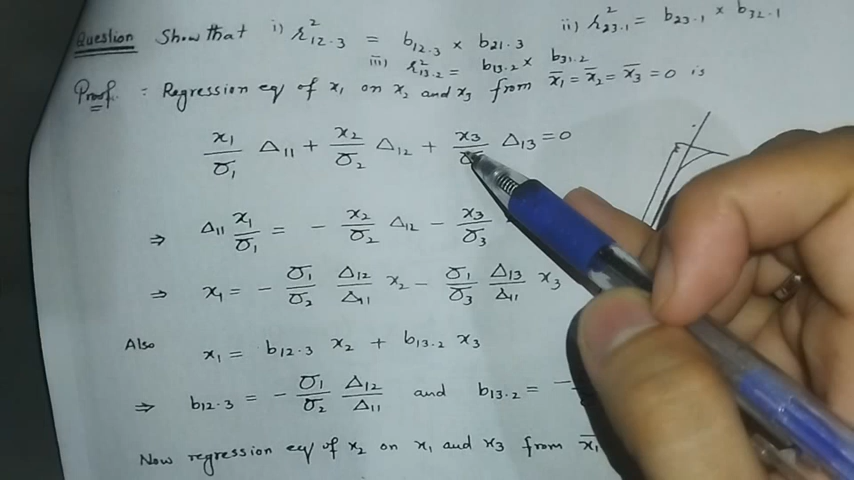 Question Show that i) r²₁₂.₃ = b₁₂.₃ × b₂₁.₃ ii) r²₂₃.₁ = b₂₃.₁ × b₃₂.₁
iii) r²₁₃.₂ = b₁₃.₂ × b₃₁.₂
Proof : Regression eqⁿ of x₁ on x₂ and x₃ from x̄₁ = x̄₂ = x̄₃ = 0 is
x₁/σ₁ Δ₁₁ + x₂/σ₂ Δ₁₂ + x₃/σ Δ₁₃ = 0
⇒ Δ₁₁ x₁/σ₁ = - x₂/σ₂ Δ₁₂ - x₃/σ₃
⇒ x₁ = - σ₁/σ₂ Δ₁₂/Δ₁₁ x₂ - σ₁/σ₃ Δ₁₃/Δ₁₁ x₃
Also x₁ = b₁₂.₃ x₂ + b₁₃.₂ x₃
⇒ b₁₂.₃ = - σ₁/σ₂ Δ₁₂/Δ₁₁ and b₁₃.₂ = -
Now regression eqⁿ of x₂ on x₁ and x₃ from x̄₁